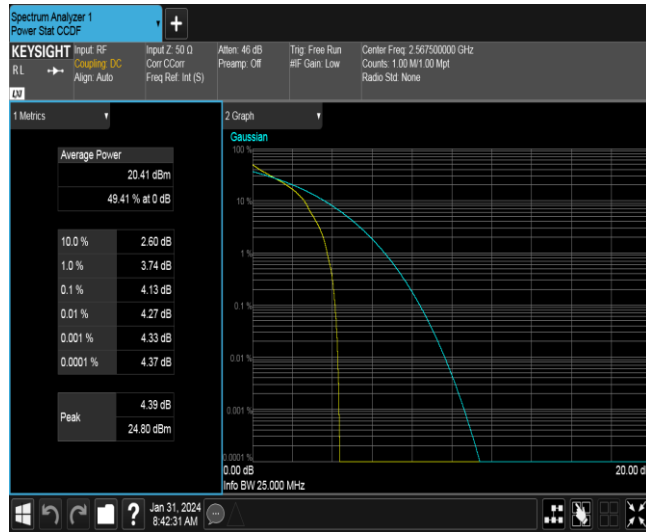 Spectrum Analyzer 1
Power Stat CCDF
+
KEYSIGHT
Input: RF
Coupling: DC
Align: Auto
Input Z: 50 Ω
Corr CCorr
Freq Ref: Int (S)
Atten: 46 dB
Preamp: Off
Trig: Free Run
#IF Gain: Low
Center Freq: 2.567500000 GHz
Counts: 1.00 M/1.00 Mpt
Radio Std: None
R L
LXI
1 Metrics
Average Power
20.41 dBm
49.41 % at 0 dB
10.0 % 2.60 dB
1.0 % 3.74 dB
0.1 % 4.13 dB
0.01 % 4.27 dB
0.001 % 4.33 dB
0.0001 % 4.37 dB
Peak
4.39 dB
24.80 dBm
2 Graph
Gaussian
100 %
10 %
1 %
0.1 %
0.01 %
0.001 %
0.0001 %
0.00 dB
20.00 d
Info BW 25.000 MHz
?
Jan 31, 2024
8:42:31 AM